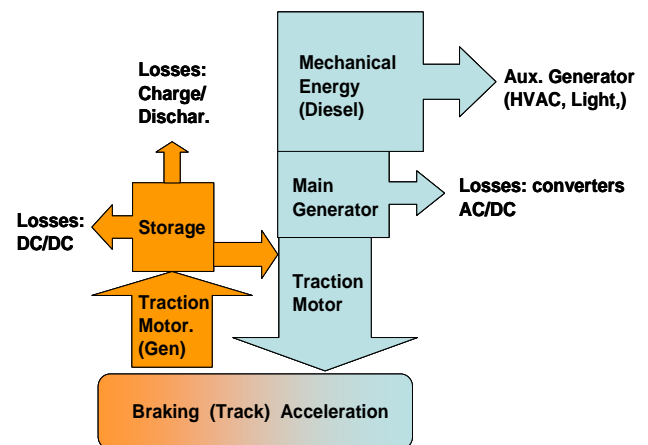 Losses:
Charge/
Dischar.
Mechanical
Energy
(Diesel)
Aux. Generator
(HVAC, Light,)
Losses:
DC/DC
Storage
Main
Generator
Losses: converters
AC/DC
Traction
Motor.
(Gen)
Traction
Motor
Braking (Track) Acceleration